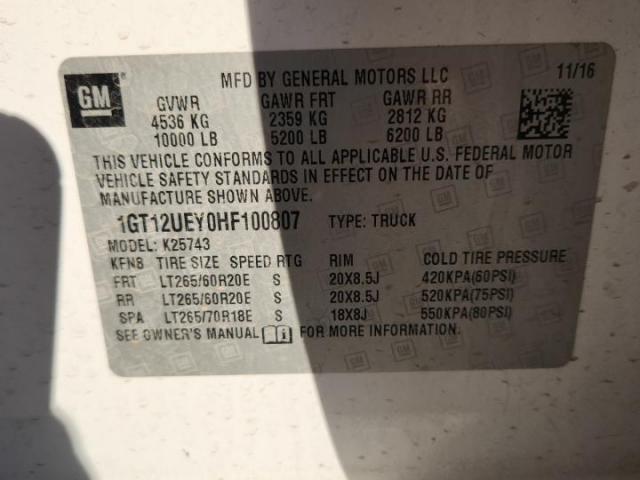 GM MFD BY GENERAL MOTORS LLC 11/16
GVWR GAWR FRT GAWR RR
4536 KG 2359 KG 2812 KG
10000 LB 5200 LB 6200 LB
THIS VEHICLE CONFORMS TO ALL APPLICABLE U.S. FEDERAL MOTOR
VEHICLE SAFETY STANDARDS IN EFFECT ON THE DATE OF
MANUFACTURE SHOWN ABOVE.
1GT12UEY0HF100807 TYPE: TRUCK
MODEL: K25743
KFNB TIRE SIZE SPEED RTG RIM COLD TIRE PRESSURE
FRT LT265/60R20E S 20X8.5J 420KPA(60PSI)
RR LT265/60R20E S 20X8.5J 520KPA(75PSI)
SPA LT265/70R18E S 18X8J 550KPA(80PSI)
SEE OWNER'S MANUAL FOR MORE INFORMATION.